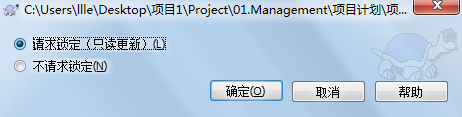 C:\Users\llle\Desktop\项目1\Project\01.Management\项目计划\项...
请求锁定（只读更新）(L)
不请求锁定(N)
确定(O)
取消
帮助